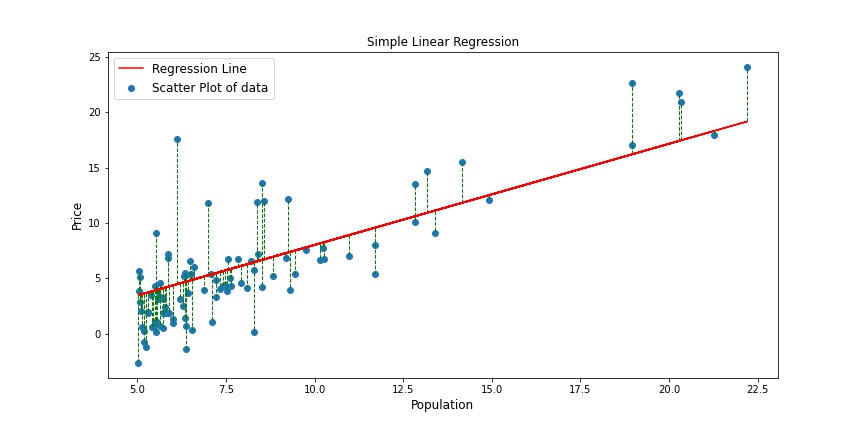 Simple Linear Regression
25
20
15
10
5
0
Price
Regression Line
Scatter Plot of data
5.0 7.5 10.0 12.5 15.0 17.5 20.0 22.5
Population